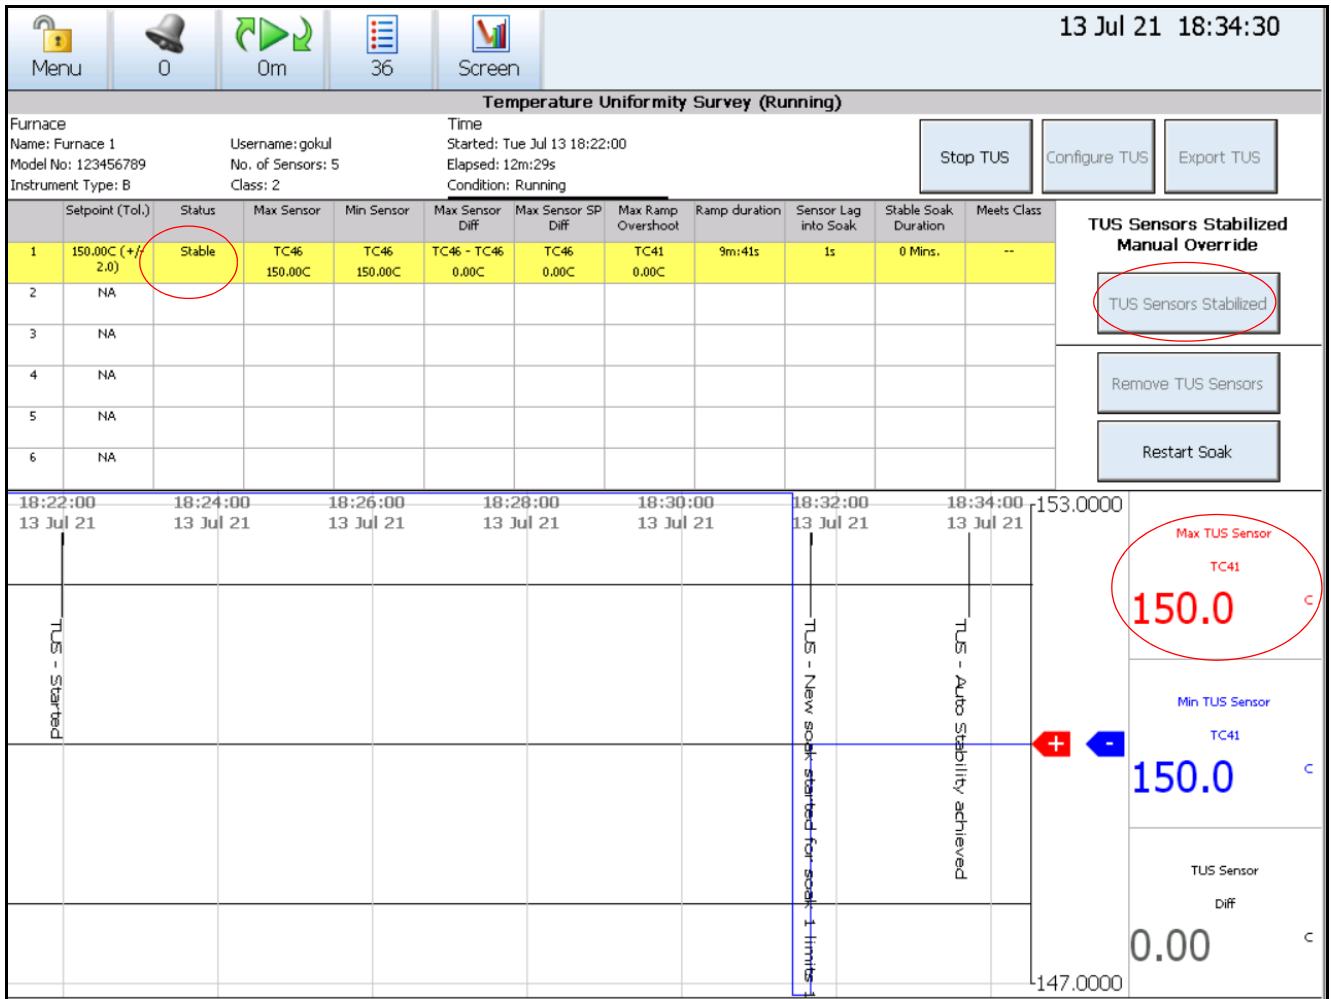 13 Jul 21 18:34:30
Menu
0
0m
36
Screen
Temperature Uniformity Survey (Running)
Furnace
Name: Furnace 1
Model No: 123456789
Instrument Type: B
Username: gokul
No. of Sensors: 5
Class: 2
Time
Started: Tue Jul 13 18:22:00
Elapsed: 12m:29s
Condition: Running
Stop TUS
Configure TUS
Export TUS
Setpoint (Tol.) Status Max Sensor Min Sensor Max Sensor Diff Max Sensor SP Diff Max Ramp Overshoot Ramp duration Sensor Lag into Soak Stable Soak Duration Meets Class
1 150.00C (+/- 2.0) Stable TC46 150.00C TC46 150.00C TC46 - TC46 0.00C TC46 0.00C TC41 0.00C 9m:41s 1s 0 Mins. --
2 NA
3 NA
4 NA
5 NA
6 NA
TUS Sensors Stabilized
Manual Override
TUS Sensors Stabilized
Remove TUS Sensors
Restart Soak
18:22:00 18:24:00 18:26:00 18:28:00 18:30:00 18:32:00 18:34:00
13 Jul 21 13 Jul 21 13 Jul 21 13 Jul 21 13 Jul 21 13 Jul 21 13 Jul 21
153.0000
TUS - Started
TUS - New soak started for soak 1 limits 1
TUS - Auto Stability achieved
+
-
147.0000
Max TUS Sensor
TC41
150.0 C
Min TUS Sensor
TC41
150.0 C
TUS Sensor
Diff
0.00 C